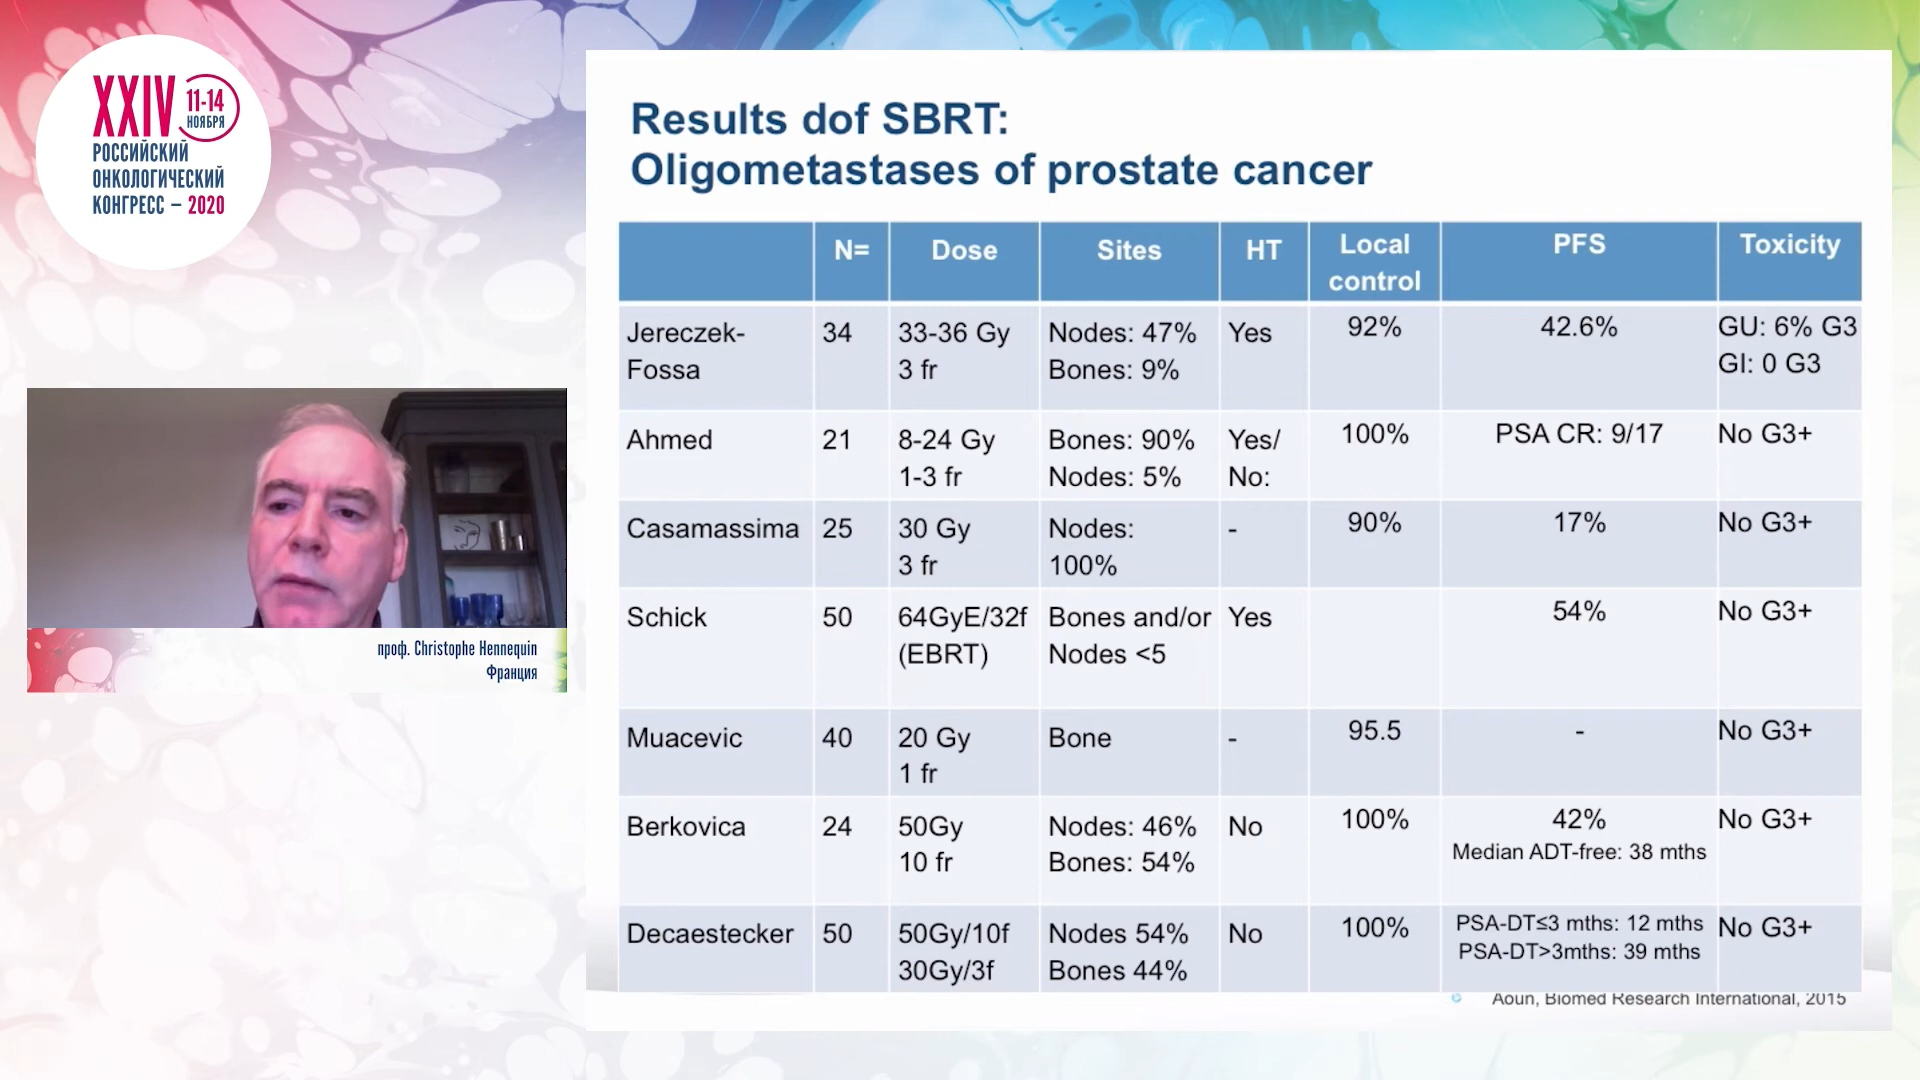 XXIV
11-14
НОЯБРЯ
РОССИЙСКИЙ
ОНКОЛОГИЧЕСКИЙ
КОНГРЕСС – 2020
проф. Christophe Hennequin
Франция
Results dof SBRT:
Oligometastases of prostate cancer
N= Dose Sites HT Local control PFS Toxicity
Jereczek-Fossa 34 33-36 Gy 3 fr Nodes: 47% Bones: 9% Yes 92% 42.6% GU: 6% G3 GI: 0 G3
Ahmed 21 8-24 Gy 1-3 fr Bones: 90% Nodes: 5% Yes/ No: 100% PSA CR: 9/17 No G3+
Casamassima 25 30 Gy 3 fr Nodes: 100% - 90% 17% No G3+
Schick 50 64GyE/32f (EBRT) Bones and/or Nodes <5 Yes 54% No G3+
Muacevic 40 20 Gy 1 fr Bone - 95.5 - No G3+
Berkovica 24 50Gy 10 fr Nodes: 46% Bones: 54% No 100% 42% Median ADT-free: 38 mths No G3+
Decaestecker 50 50Gy/10f 30Gy/3f Nodes 54% Bones 44% No 100% PSA-DT≤3 mths: 12 mths PSA-DT>3mths: 39 mths No G3+
Aoun, Biomed Research International, 2015